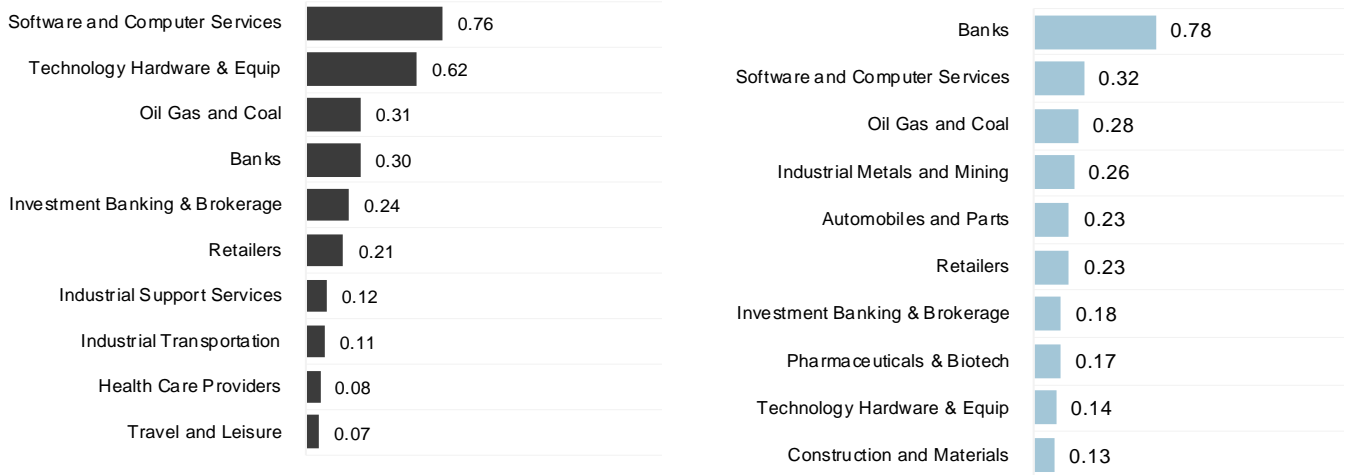 Software and Computer Services 0.76
Technology Hardware & Equip 0.62
Oil Gas and Coal 0.31
Banks 0.30
Investment Banking & Brokerage 0.24
Retailers 0.21
Industrial Support Services 0.12
Industrial Transportation 0.11
Health Care Providers 0.08
Travel and Leisure 0.07
Banks 0.78
Software and Computer Services 0.32
Oil Gas and Coal 0.28
Industrial Metals and Mining 0.26
Automobiles and Parts 0.23
Retailers 0.23
Investment Banking & Brokerage 0.18
Pharmaceuticals & Biotech 0.17
Technology Hardware & Equip 0.14
Construction and Materials 0.13